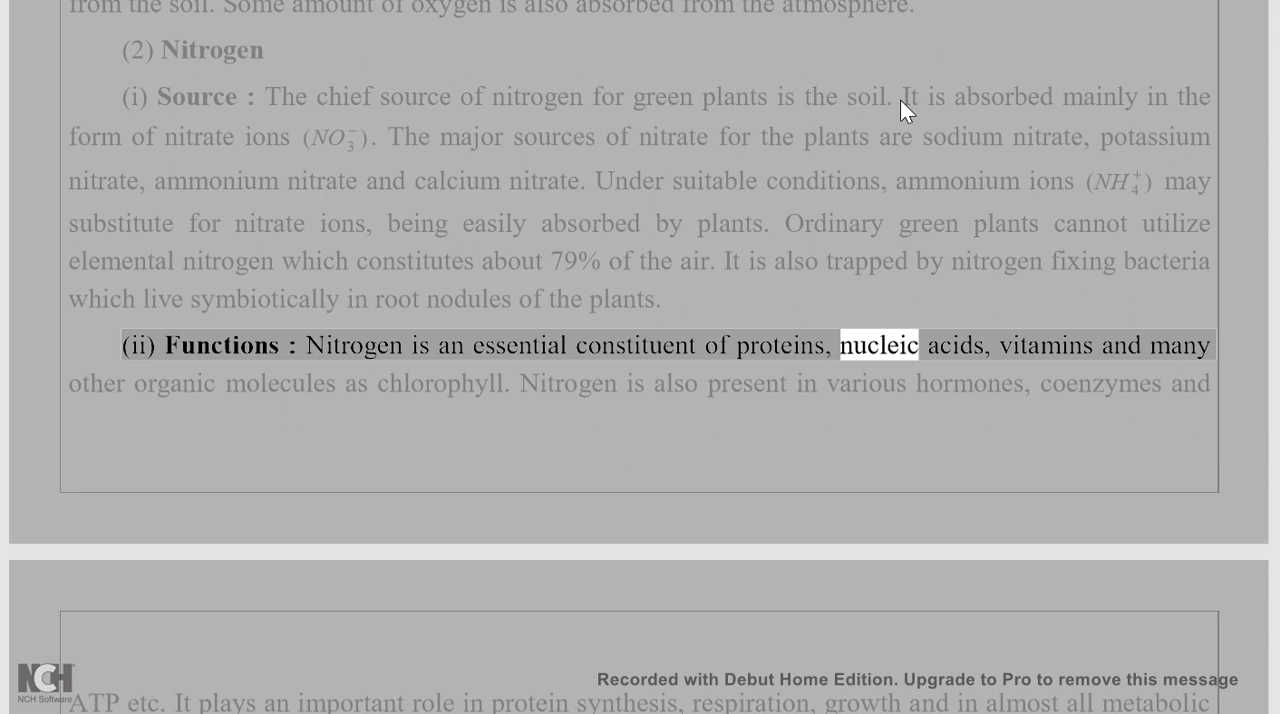 from the soil. Some amount of oxygen is also absorbed from the atmosphere.
(2) Nitrogen
(i) Source : The chief source of nitrogen for green plants is the soil. It is absorbed mainly in the
form of nitrate ions (NO₃⁻). The major sources of nitrate for the plants are sodium nitrate, potassium
nitrate, ammonium nitrate and calcium nitrate. Under suitable conditions, ammonium ions (NH₄⁺) may
substitute for nitrate ions, being easily absorbed by plants. Ordinary green plants cannot utilize
elemental nitrogen which constitutes about 79% of the air. It is also trapped by nitrogen fixing bacteria
which live symbiotically in root nodules of the plants.
(ii) Functions : Nitrogen is an essential constituent of proteins, nucleic acids, vitamins and many
other organic molecules as chlorophyll. Nitrogen is also present in various hormones, coenzymes and
NCH
NCH Software
Recorded with Debut Home Edition. Upgrade to Pro to remove this message
ATP etc. It plays an important role in protein synthesis, respiration, growth and in almost all metabolic